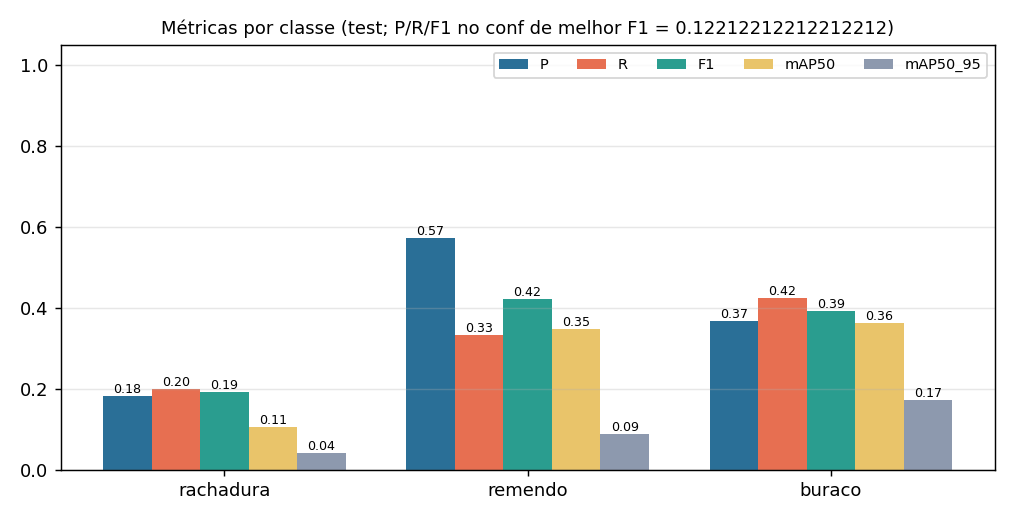 Métricas por classe (test; P/R/F1 no conf de melhor F1 = 0.12212212212212212)
P R F1 mAP50 mAP50_95
1.0
0.8
0.6
0.4
0.2
0.0
0.18 0.20 0.19 0.11 0.04
0.57 0.33 0.42 0.35 0.09
0.37 0.42 0.39 0.36 0.17
rachadura remendo buraco